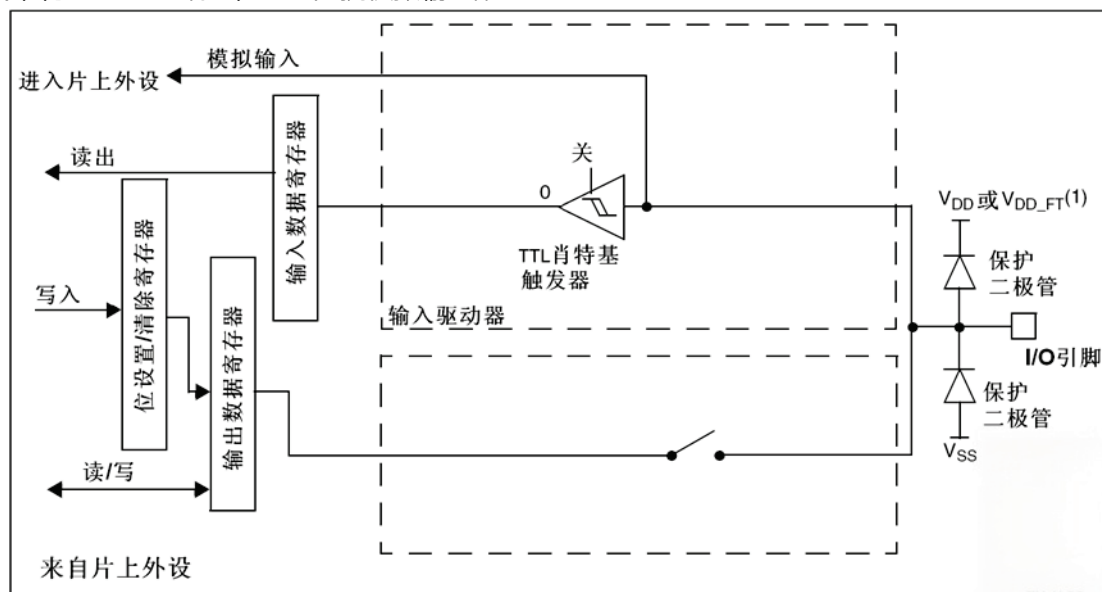 模拟输入
进入片上外设
读出
输入数据寄存器
关
0
TTL肖特基
触发器
输入驱动器
VDD或VDD_FT(1)
保护
二极管
I/O引脚
保护
二极管
VSS
写入
位设置/清除寄存器
输出数据寄存器
读/写
来自片上外设